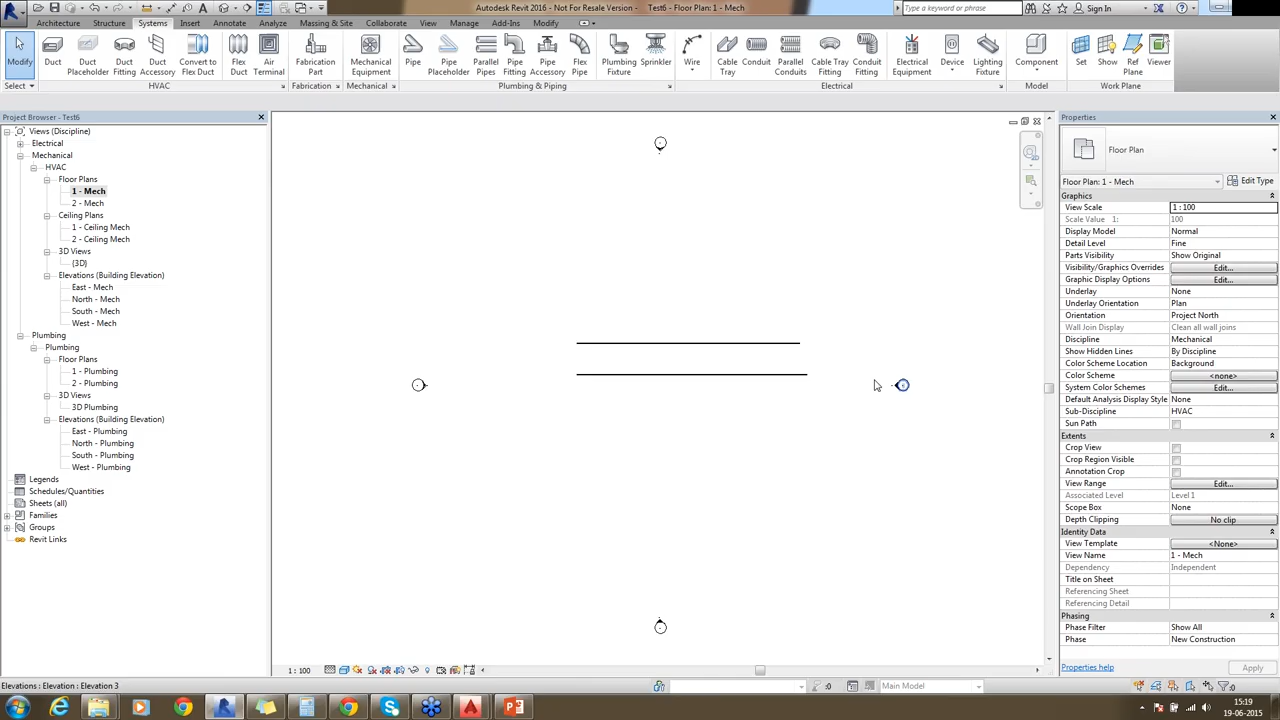 Autodesk Revit 2016 - Not For Resale Version - Test6 - Floor Plan: 1 - Mech
Type a keyword or phrase
Sign In
Architecture Structure Systems Insert Annotate Analyze Massing & Site Collaborate View Manage Add-Ins Modify
Modify
Duct
Duct Placeholder
Duct Fitting
Duct Accessory
Convert to Flex Duct
Flex Duct
Air Terminal
Fabrication Part
Mechanical Equipment
Pipe
Pipe Placeholder
Parallel Pipes
Pipe Fitting
Pipe Accessory
Flex Pipe
Plumbing Fixture
Sprinkler
Wire
Cable Tray
Conduit
Parallel Conduits
Cable Tray Fitting
Conduit Fitting
Electrical Equipment
Device
Lighting Fixture
Component
Set
Show
Ref Plane
Viewer
Select HVAC Fabrication Mechanical Plumbing & Piping Electrical Model Work Plane
Project Browser - Test6
Views (Discipline)
Electrical
Mechanical
HVAC
Floor Plans
1 - Mech
2 - Mech
Ceiling Plans
1 - Ceiling Mech
2 - Ceiling Mech
3D Views
{3D}
Elevations (Building Elevation)
East - Mech
North - Mech
South - Mech
West - Mech
Plumbing
Plumbing
Floor Plans
1 - Plumbing
2 - Plumbing
3D Views
3D Plumbing
Elevations (Building Elevation)
East - Plumbing
North - Plumbing
South - Plumbing
West - Plumbing
Legends
Schedules/Quantities
Sheets (all)
Families
Groups
Revit Links
Properties
Floor Plan
Floor Plan: 1 - Mech Edit Type
Graphics
View Scale 1 : 100
Scale Value 1: 100
Display Model Normal
Detail Level Fine
Parts Visibility Show Original
Visibility/Graphics Overrides Edit...
Graphic Display Options Edit...
Underlay None
Underlay Orientation Plan
Orientation Project North
Wall Join Display Clean all wall joins
Discipline Mechanical
Show Hidden Lines By Discipline
Color Scheme Location Background
Color Scheme <none>
System Color Schemes Edit...
Default Analysis Display Style None
Sub-Discipline HVAC
Sun Path
Extents
Crop View
Crop Region Visible
Annotation Crop
View Range Edit...
Associated Level Level 1
Scope Box None
Depth Clipping No clip
Identity Data
View Template <None>
View Name 1 - Mech
Dependency Independent
Title on Sheet
Referencing Sheet
Referencing Detail
Phasing
Phase Filter Show All
Phase New Construction
Properties help Apply
1 : 100
Elevations : Elevation : Elevation 3
:0
Main Model
:0
15:19
19-06-2015